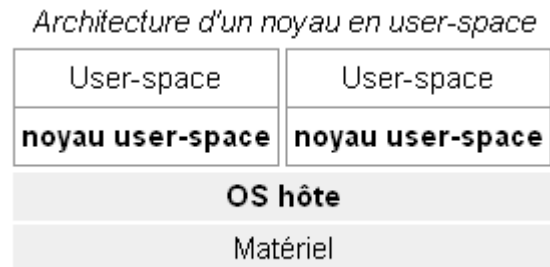 Architecture d'un noyau en user-space
User-space User-space
noyau user-space noyau user-space
OS hôte
Matériel